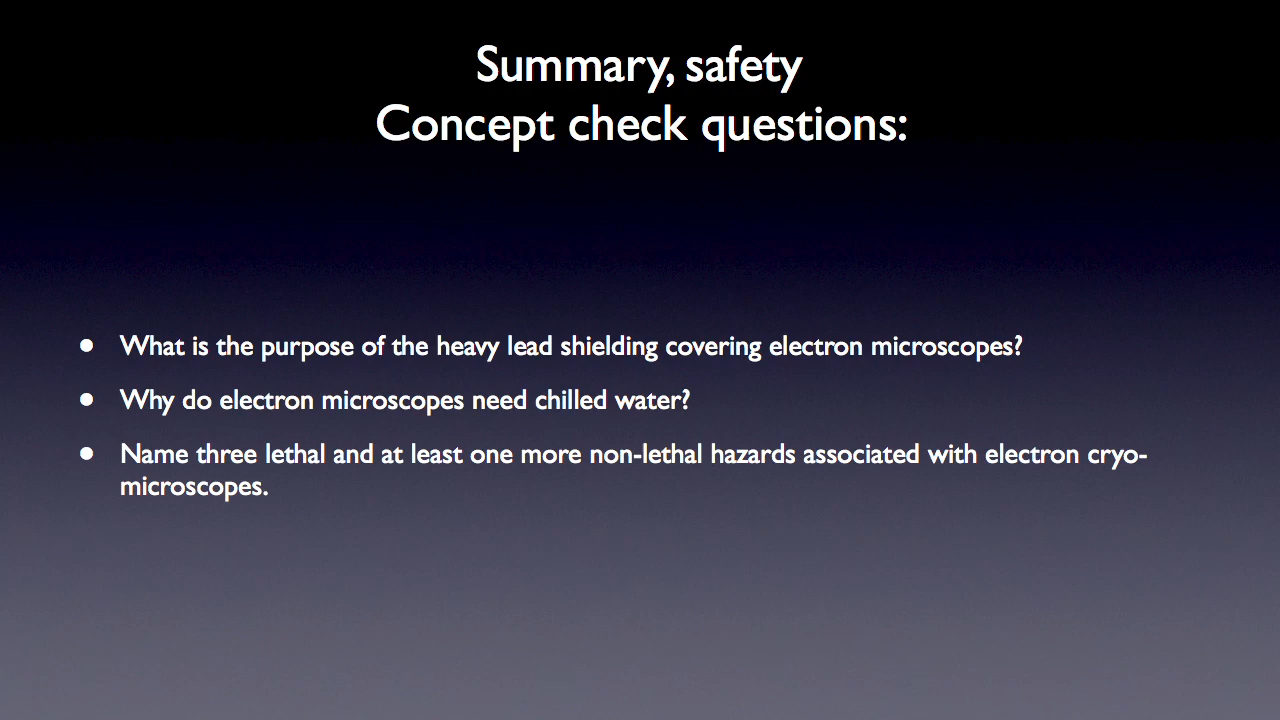 Summary, safety
Concept check questions:
• What is the purpose of the heavy lead shielding covering electron microscopes?
• Why do electron microscopes need chilled water?
• Name three lethal and at least one more non-lethal hazards associated with electron cryo-
microscopes.